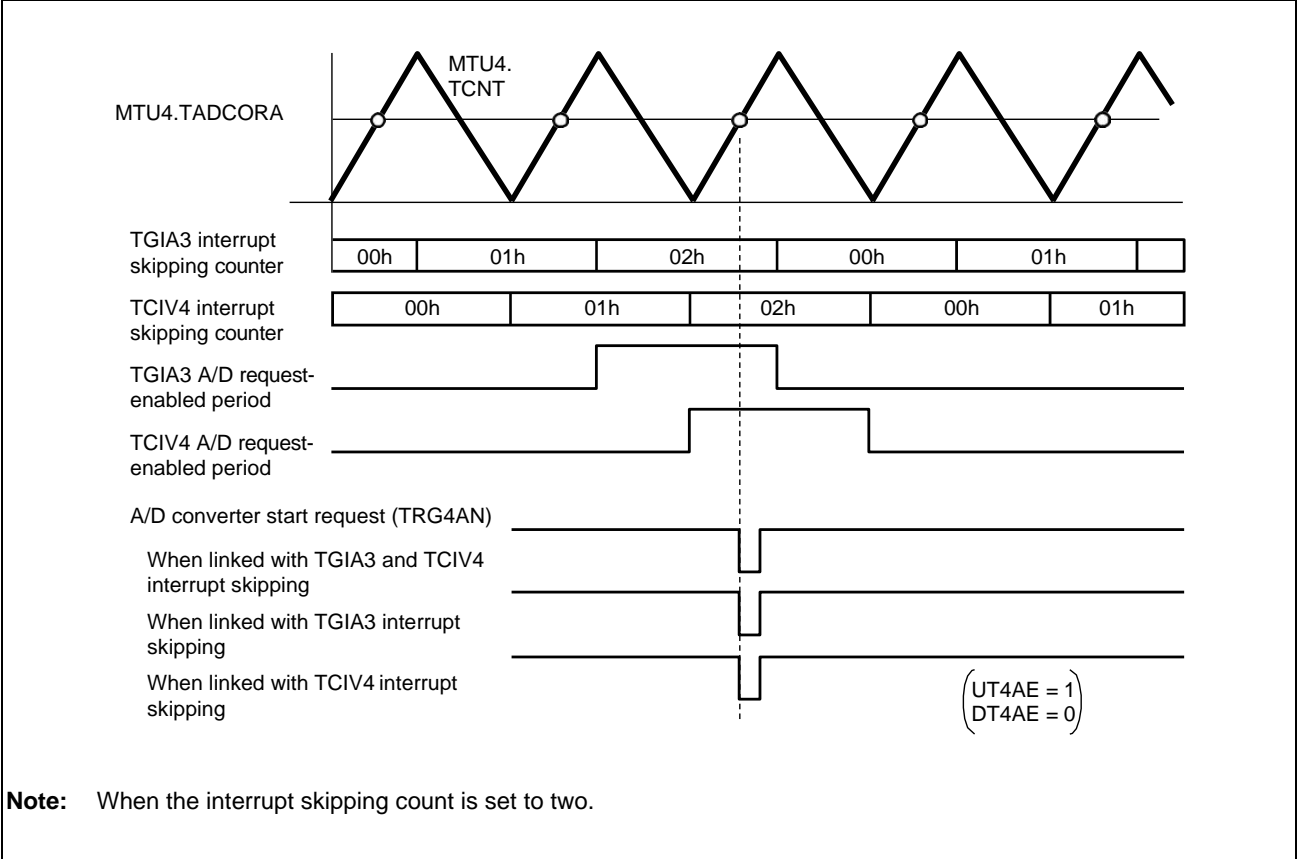 MTU4.
TCNT
MTU4.TADCORA
TGIA3 interrupt
skipping counter
00h 01h 02h 00h 01h
TCIV4 interrupt
skipping counter
00h 01h 02h 00h 01h
TGIA3 A/D request-
enabled period
TCIV4 A/D request-
enabled period
A/D converter start request (TRG4AN)
When linked with TGIA3 and TCIV4
interrupt skipping
When linked with TGIA3 interrupt
skipping
When linked with TCIV4 interrupt
skipping
UT4AE = 1
DT4AE = 0
Note: When the interrupt skipping count is set to two.